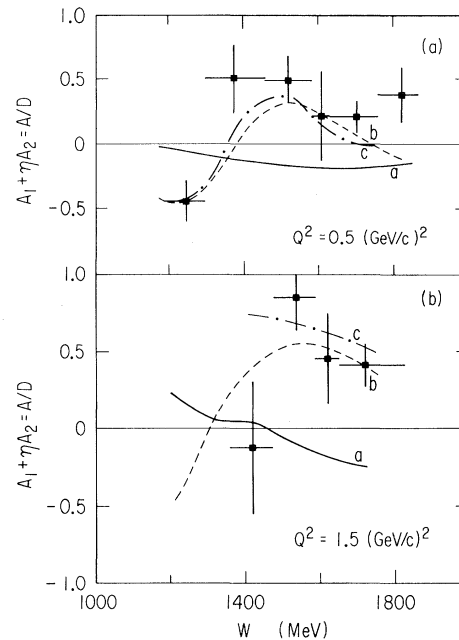 1.0
(a)
0.5
0
-0.5
A₁ + ηA₂ = A/D
b
c
a
Q² = 0.5 (GeV/c)²
1.0
(b)
0.5
0
-0.5
-1.0
A₁ + ηA₂ = A/D
c
b
a
Q² = 1.5 (GeV/c)²
1000 1400 1800
W (MeV)